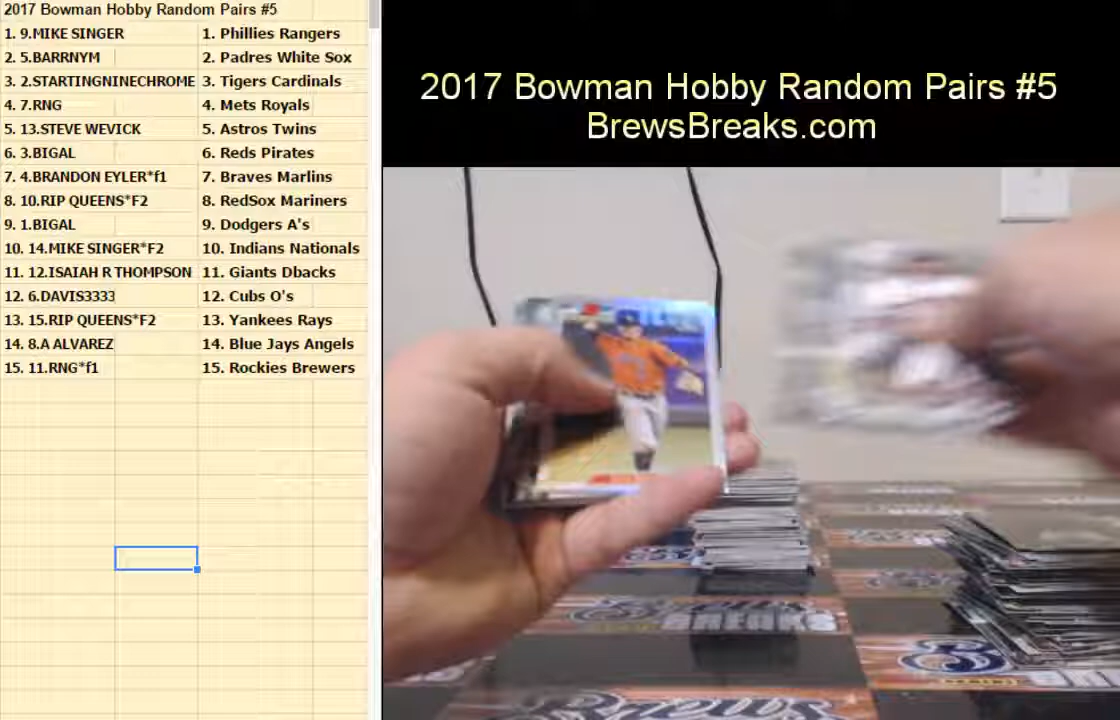 2017 Bowman Hobby Random Pairs #5
1. 9.MIKE SINGER 1. Phillies Rangers
2. 5.BARRNYM 2. Padres White Sox
3. 2.STARTINGNINECHROME 3. Tigers Cardinals
4. 7.RNG 4. Mets Royals
5. 13.STEVE WEVICK 5. Astros Twins
6. 3.BIGAL 6. Reds Pirates
7. 4.BRANDON EYLER*f1 7. Braves Marlins
8. 10.RIP QUEENS*F2 8. RedSox Mariners
9. 1.BIGAL 9. Dodgers A's
10. 14.MIKE SINGER*F2 10. Indians Nationals
11. 12.ISAIAH R THOMPSON 11. Giants Dbacks
12. 6.DAVIS3333 12. Cubs O's
13. 15.RIP QUEENS*F2 13. Yankees Rays
14. 8.A ALVAREZ 14. Blue Jays Angels
15. 11.RNG*f1 15. Rockies Brewers
2017 Bowman Hobby Random Pairs #5
BrewsBreaks.com
BREAKS